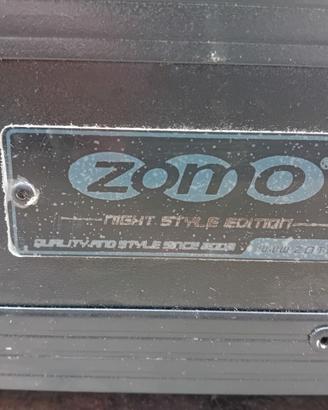 zomo®
NIGHT STYLE EDITION
QUALITY AND STYLE SINCE 2003